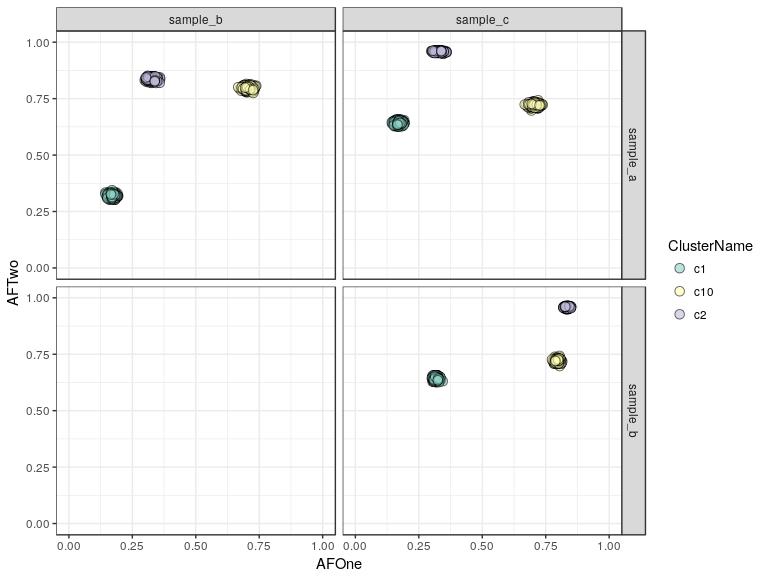 sample_b
sample_c
1.00
0.75
0.50
0.25
0.00
sample_a
1.00
0.75
0.50
0.25
0.00
sample_b
0.00 0.25 0.50 0.75 1.00
0.00 0.25 0.50 0.75 1.00
AFOne
AFTwo
ClusterName
c1
c10
c2